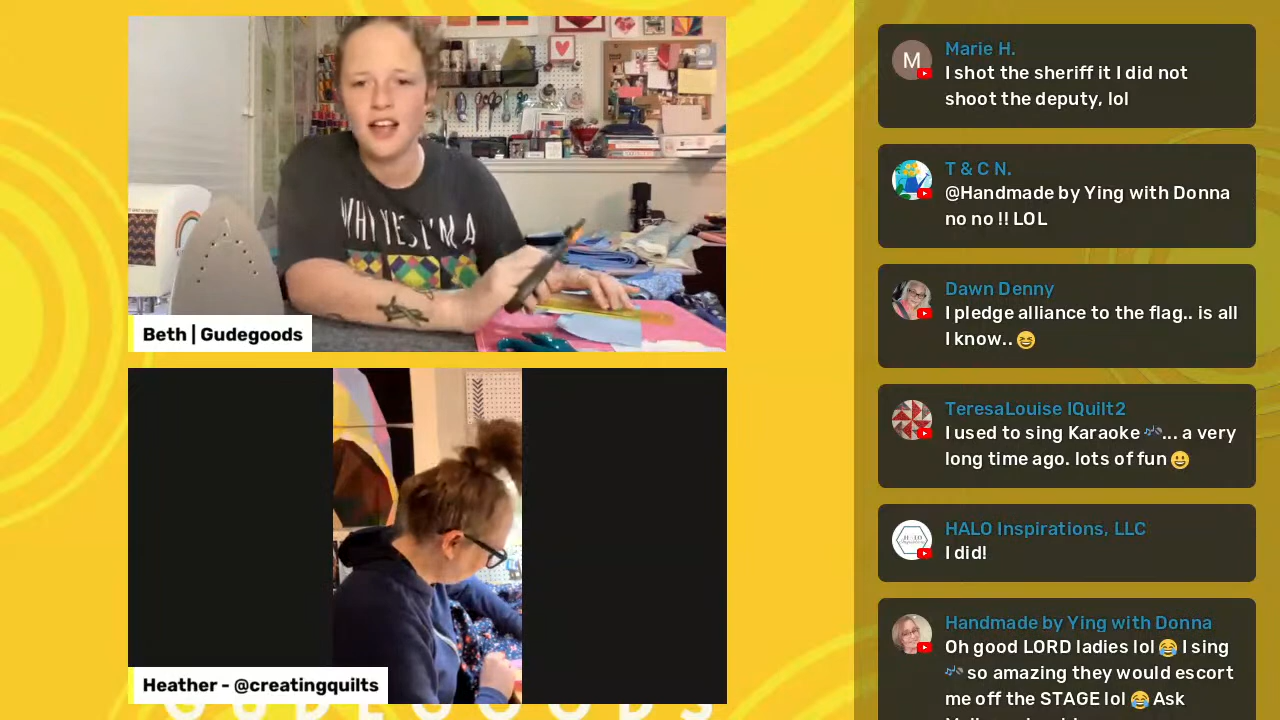 WHY YES I'M A
Beth | Gudegoods
Heather - @creatingquilts
GUDEGOODS
M
Marie H.
I shot the sheriff it I did not
shoot the deputy, lol
T & C N.
@Handmade by Ying with Donna
no no !! LOL
Dawn Denny
I pledge alliance to the flag.. is all
I know.. 😆
TeresaLouise IQuilt2
I used to sing Karaoke 🎶... a very
long time ago. lots of fun 😀
HALO Inspirations, LLC
I did!
Handmade by Ying with Donna
Oh good LORD ladies lol 😂 I sing
🎶 so amazing they would escort
me off the STAGE lol 😂 Ask